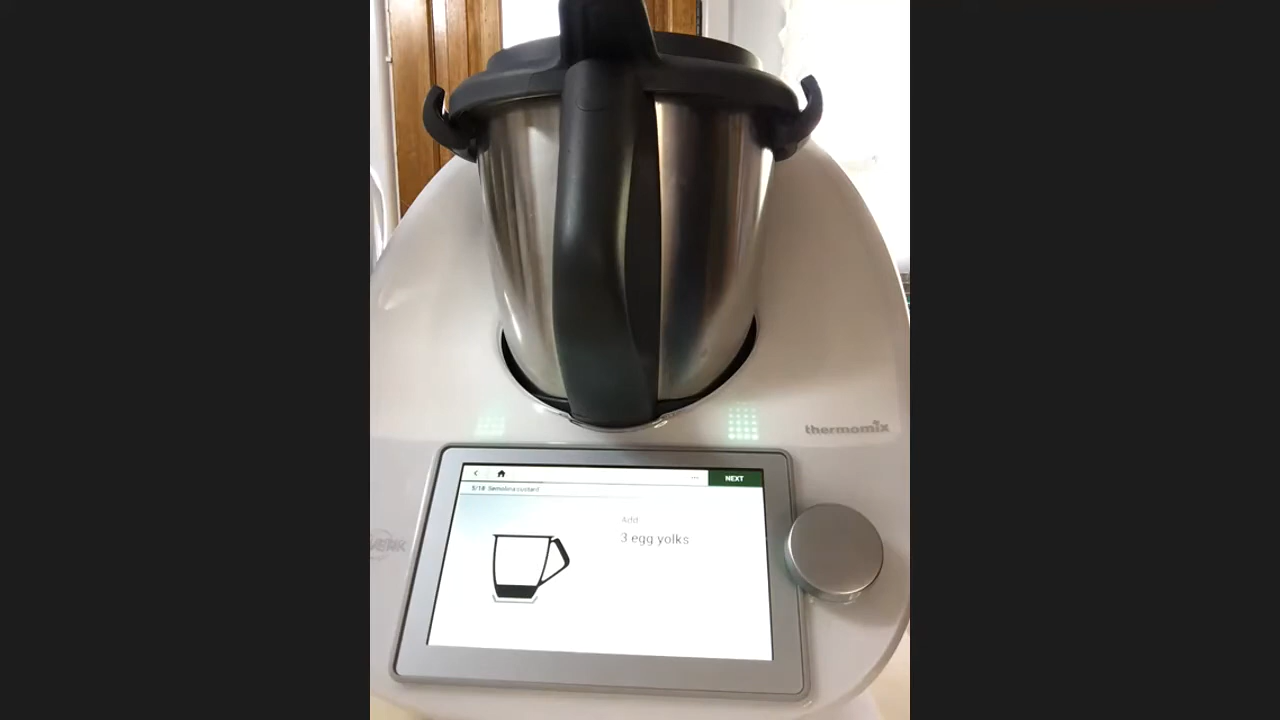 thermomix
NEXT
5/18 Semolina custard
Add
3 egg yolks